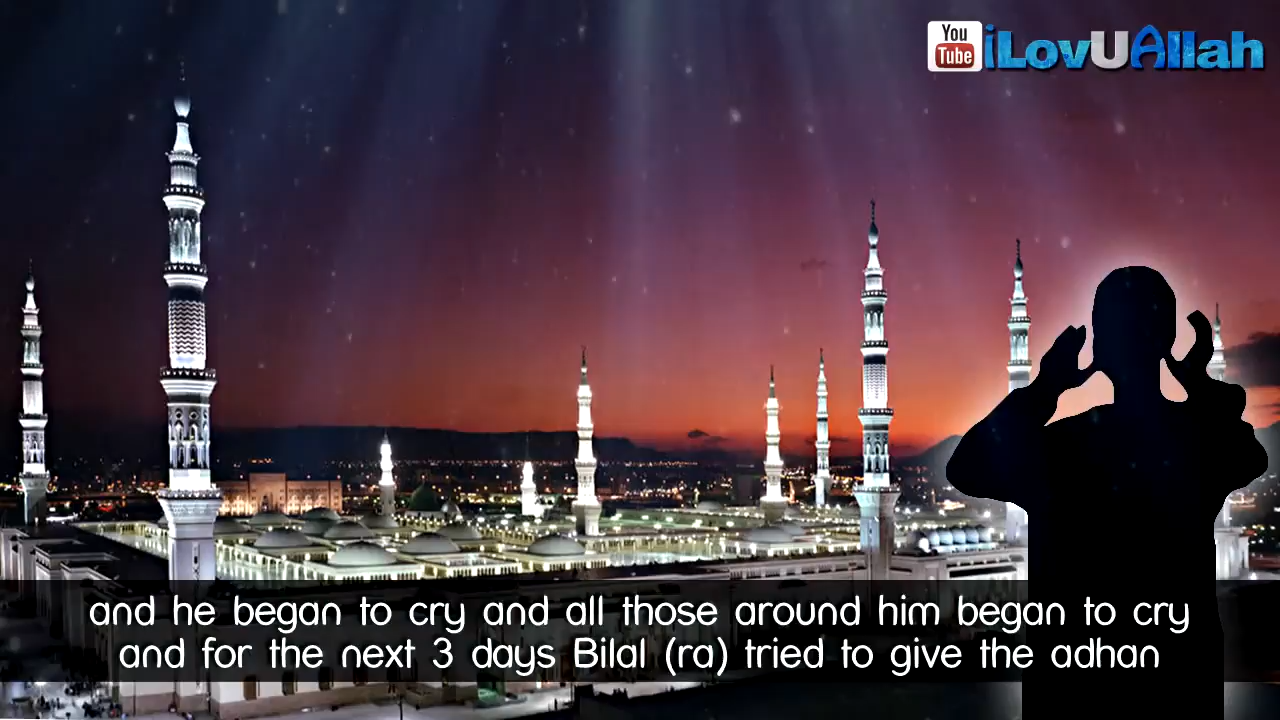 You
Tube
iLovUAllah
and he began to cry and all those around him began to cry
and for the next 3 days Bilal (ra) tried to give the adhan